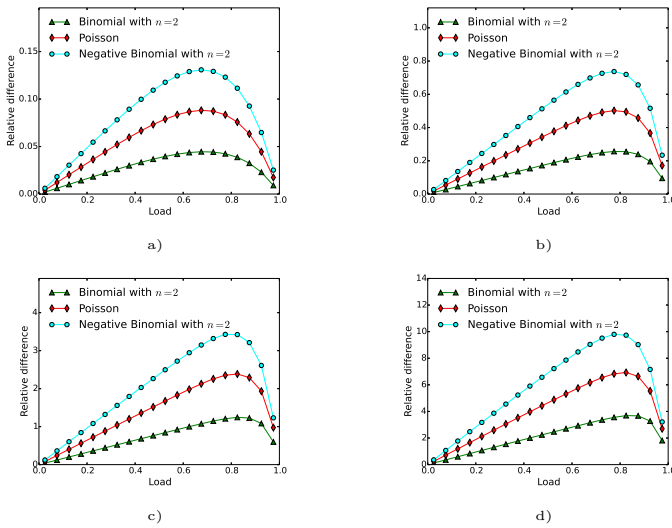 Binomial with n=2
Poisson
Negative Binomial with n=2
Relative difference
0.15
0.10
0.05
0.00
0.0 0.2 0.4 0.6 0.8 1.0
Load
a)
Binomial with n=2
Poisson
Negative Binomial with n=2
Relative difference
1.0
0.8
0.6
0.4
0.2
0.0
0.0 0.2 0.4 0.6 0.8 1.0
Load
b)
Binomial with n=2
Poisson
Negative Binomial with n=2
Relative difference
4
3
2
1
0
0.0 0.2 0.4 0.6 0.8 1.0
Load
c)
Binomial with n=2
Poisson
Negative Binomial with n=2
Relative difference
14
12
10
8
6
4
2
0
0.0 0.2 0.4 0.6 0.8 1.0
Load
d)